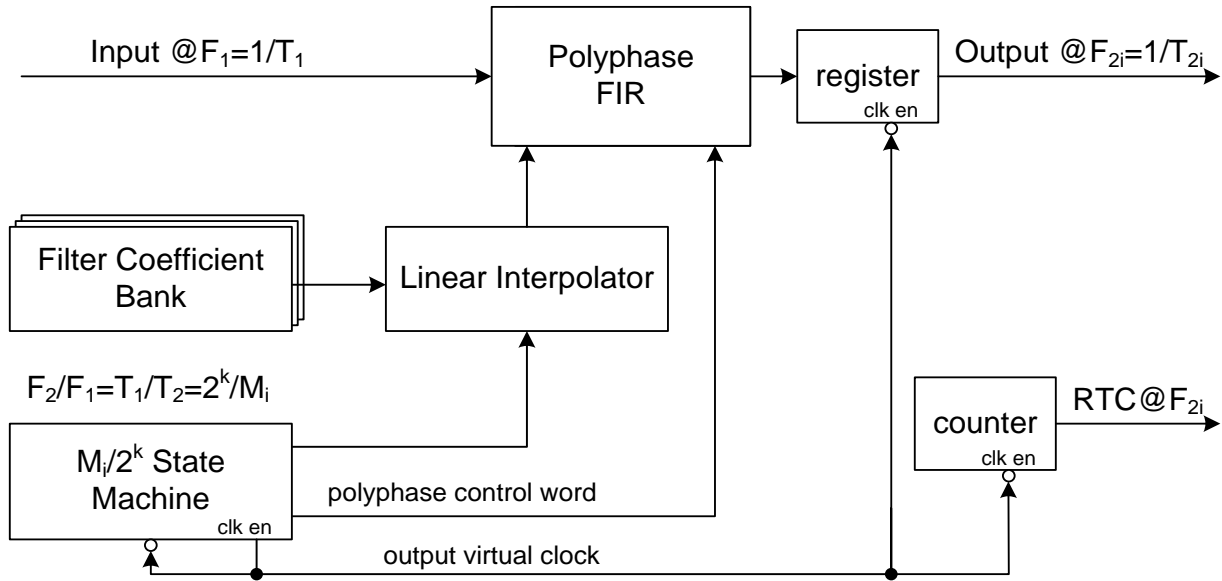 Input @F₁=1/T₁
Polyphase
FIR
register
clk en
Output @F₂ᵢ=1/T₂ᵢ
Filter Coefficient
Bank
Linear Interpolator
F₂/F₁=T₁/T₂=2ᵏ/Mᵢ
Mᵢ/2ᵏ State
Machine
clk en
polyphase control word
output virtual clock
counter
clk en
RTC@F₂ᵢ